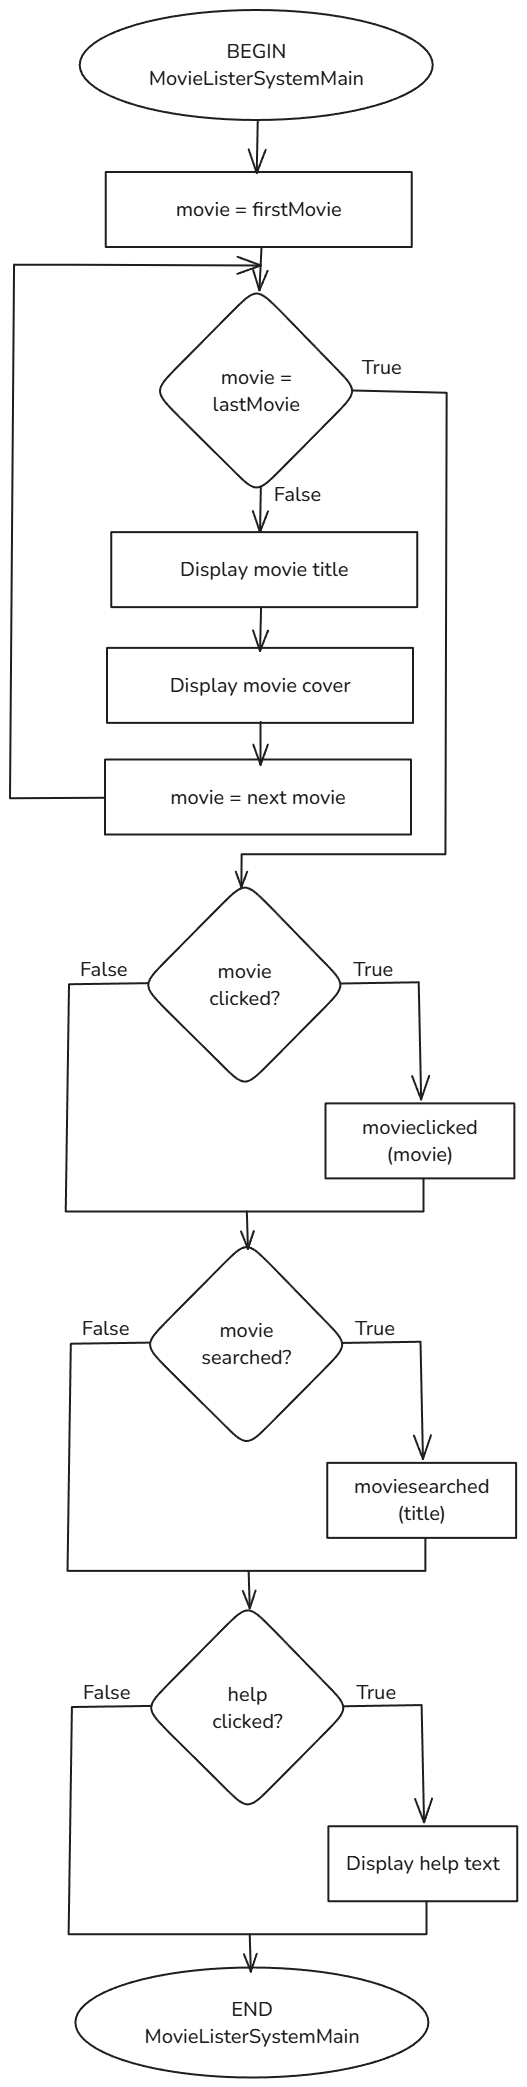 BEGIN
MovieListerSystemMain
movie = firstMovie
movie =
lastMovie
True
False
Display movie title
Display movie cover
movie = next movie
movie
clicked?
False
True
movieclicked
(movie)
movie
searched?
False
True
moviesearched
(title)
help
clicked?
False
True
Display help text
END
MovieListerSystemMain